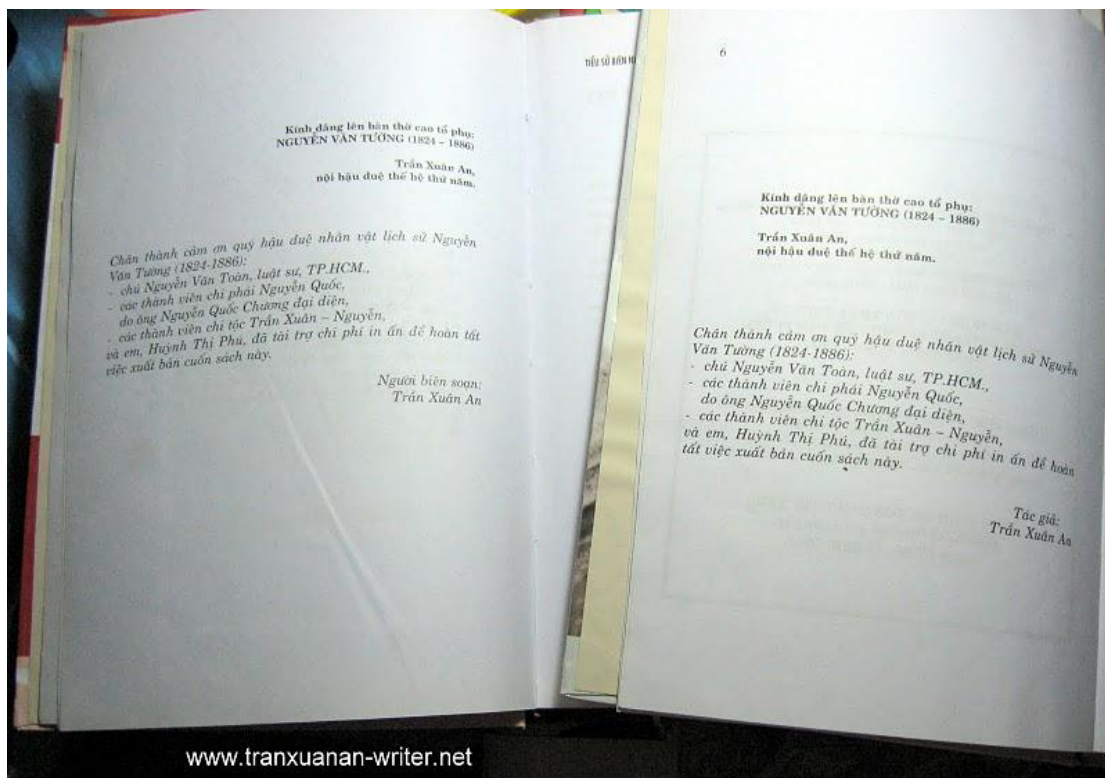 Kính dâng lên bàn thờ cao tổ phụ:
NGUYỄN VĂN TƯỜNG (1824 – 1886)
Trần Xuân An,
nội hậu duệ thế hệ thứ năm.
Chân thành cảm ơn quý hậu duệ nhân vật lịch sử Nguyễn
Văn Tường (1824-1886):
- chú Nguyễn Văn Toàn, luật sư, TP.HCM.,
- các thành viên chi phái Nguyễn Quốc,
do ông Nguyễn Quốc Chương đại diện,
- các thành viên chi tộc Trần Xuân – Nguyễn,
và em, Huỳnh Thị Phú, đã tài trợ chi phí in ấn để hoàn tất
việc xuất bản cuốn sách này.
Người biên soạn:
Trần Xuân An
TIỂU SỬ BIÊN
6
Kính dâng lên bàn thờ cao tổ phụ:
NGUYỄN VĂN TƯỜNG (1824 – 1886)
Trần Xuân An,
nội hậu duệ thế hệ thứ năm.
Chân thành cảm ơn quý hậu duệ nhân vật lịch sử Nguyễn
Văn Tường (1824-1886):
- chú Nguyễn Văn Toàn, luật sư, TP.HCM.,
- các thành viên chi phái Nguyễn Quốc,
do ông Nguyễn Quốc Chương đại diện,
- các thành viên chi tộc Trần Xuân – Nguyễn,
và em, Huỳnh Thị Phú, đã tài trợ chi phí in ấn để hoàn
tất việc xuất bản cuốn sách này.
Tác giả:
Trần Xuân An
www.tranxuanan-writer.net